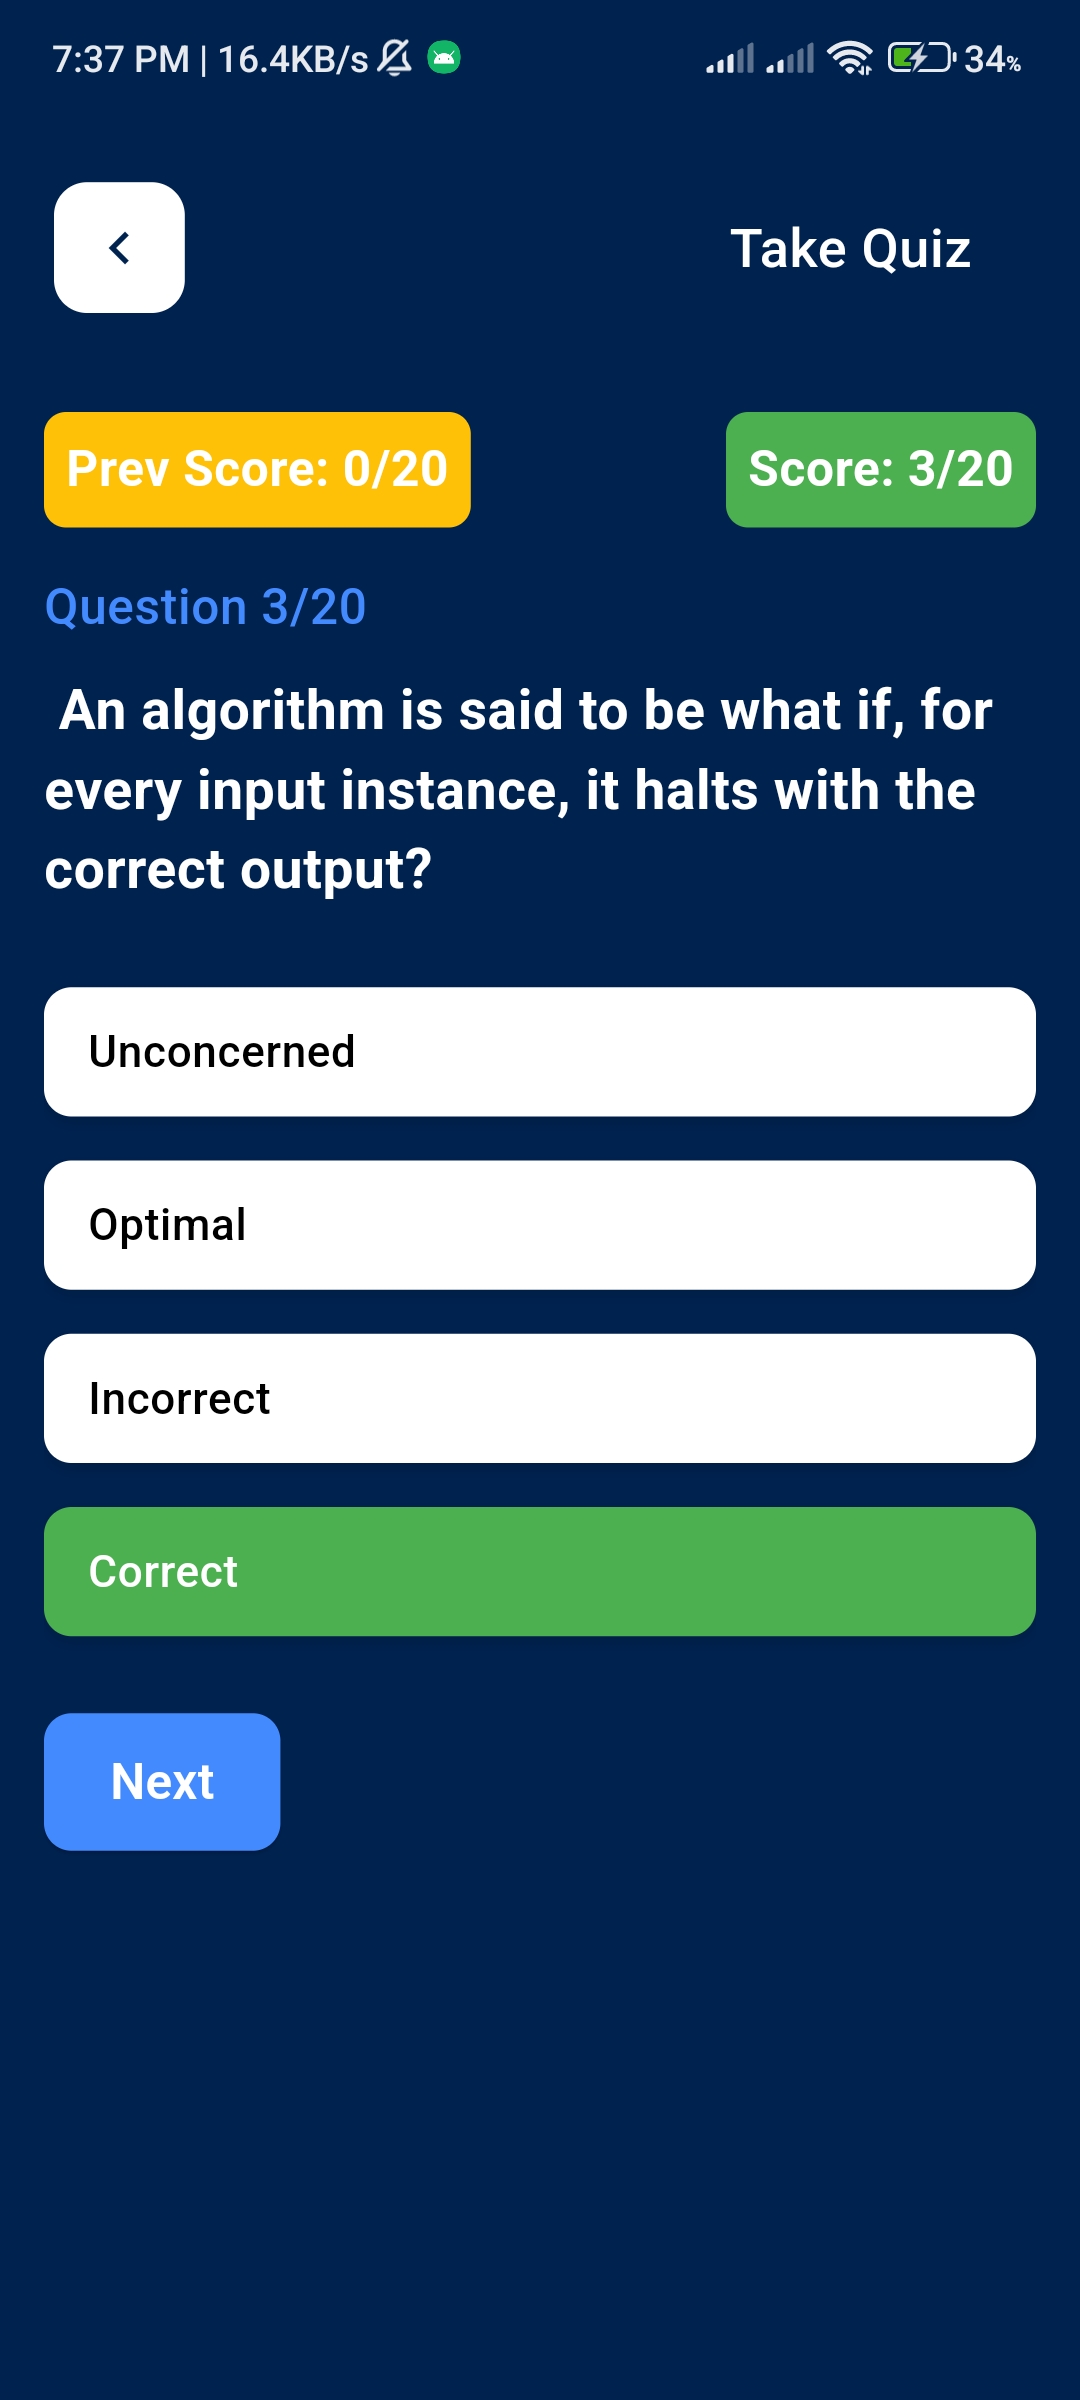 7:37 PM | 16.4KB/s 34%
Take Quiz
Prev Score: 0/20 Score: 3/20
Question 3/20
An algorithm is said to be what if, for
every input instance, it halts with the
correct output?
Unconcerned
Optimal
Incorrect
Correct
Next